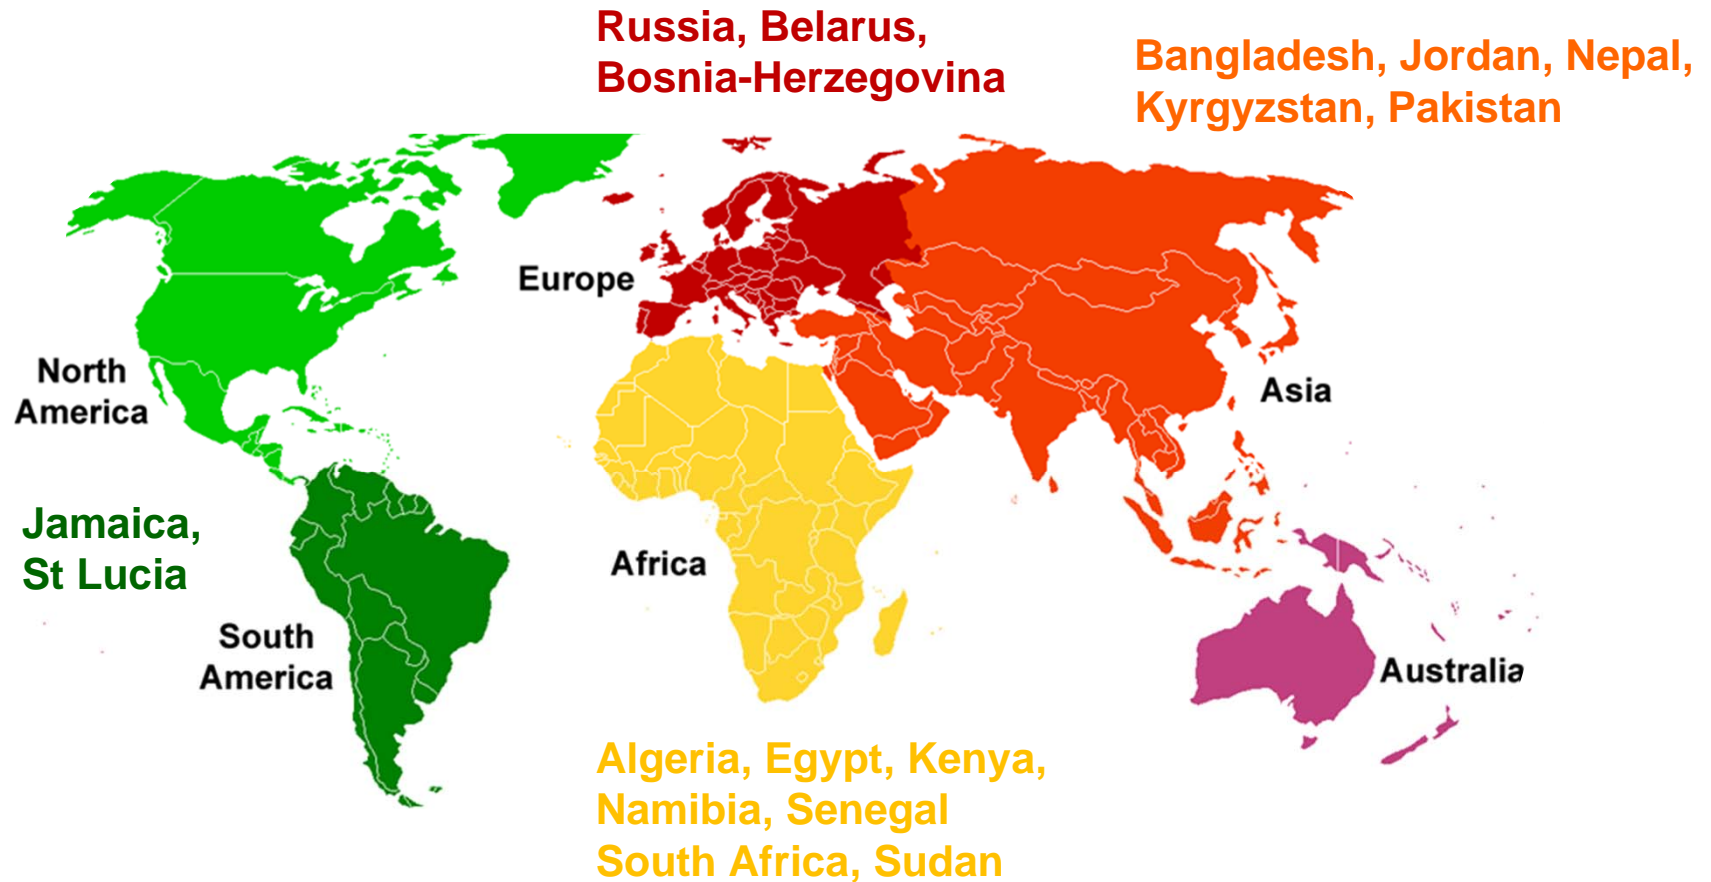 Russia, Belarus,
Bosnia-Herzegovina
Bangladesh, Jordan, Nepal,
Kyrgyzstan, Pakistan
Europe
North
America
Asia
Jamaica,
St Lucia
Africa
South
America
Australia
Algeria, Egypt, Kenya,
Namibia, Senegal
South Africa, Sudan